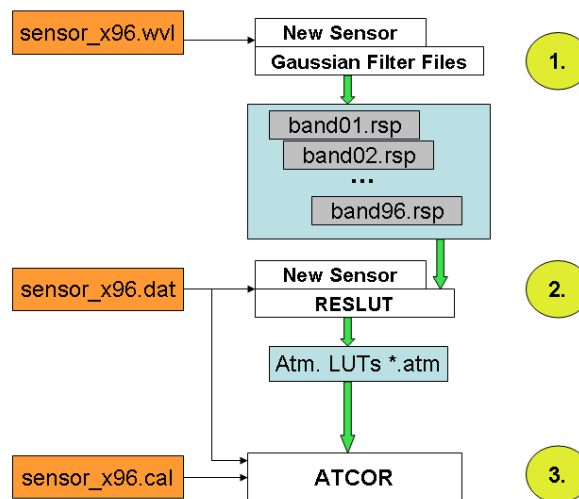 sensor_x96.wvl
New Sensor
Gaussian Filter Files
1.
band01.rsp
band02.rsp
...
band96.rsp
sensor_x96.dat
New Sensor
RESLUT
2.
Atm. LUTs *.atm
sensor_x96.cal
ATCOR
3.